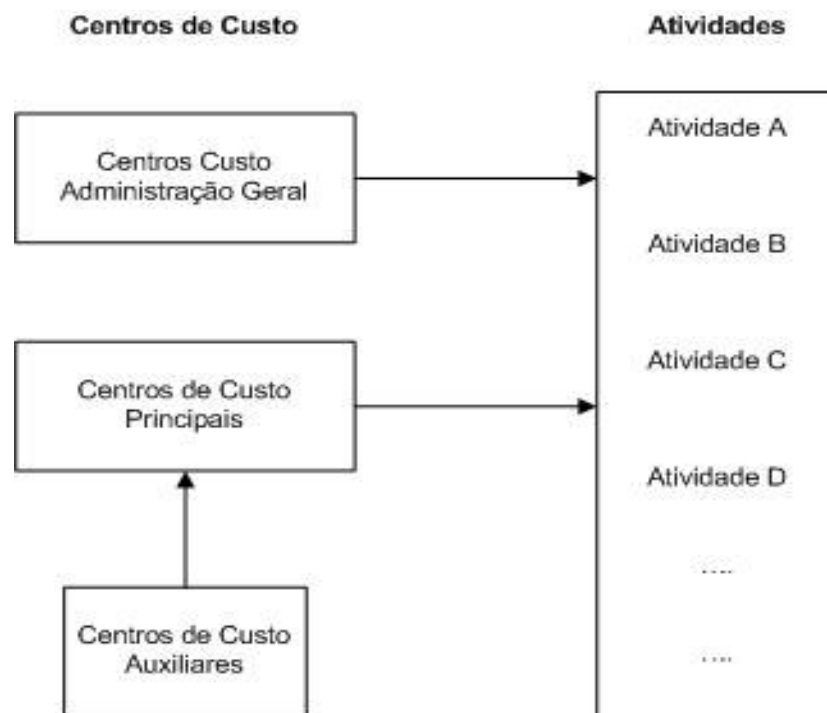 Centros de Custo
Atividades
Centros Custo
Administração Geral
Centros de Custo
Principais
Centros de Custo
Auxiliares
Atividade A
Atividade B
Atividade C
Atividade D
....
....